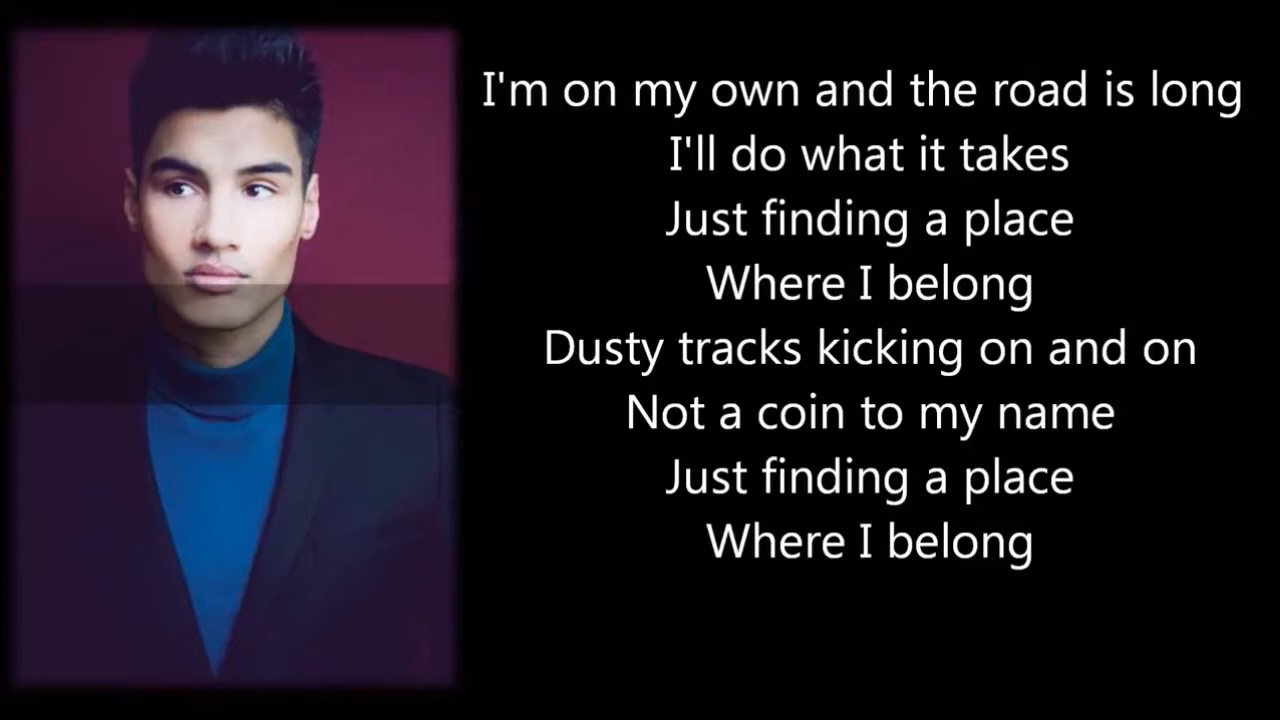 I'm on my own and the road is long
I'll do what it takes
Just finding a place
Where I belong
Dusty tracks kicking on and on
Not a coin to my name
Just finding a place
Where I belong